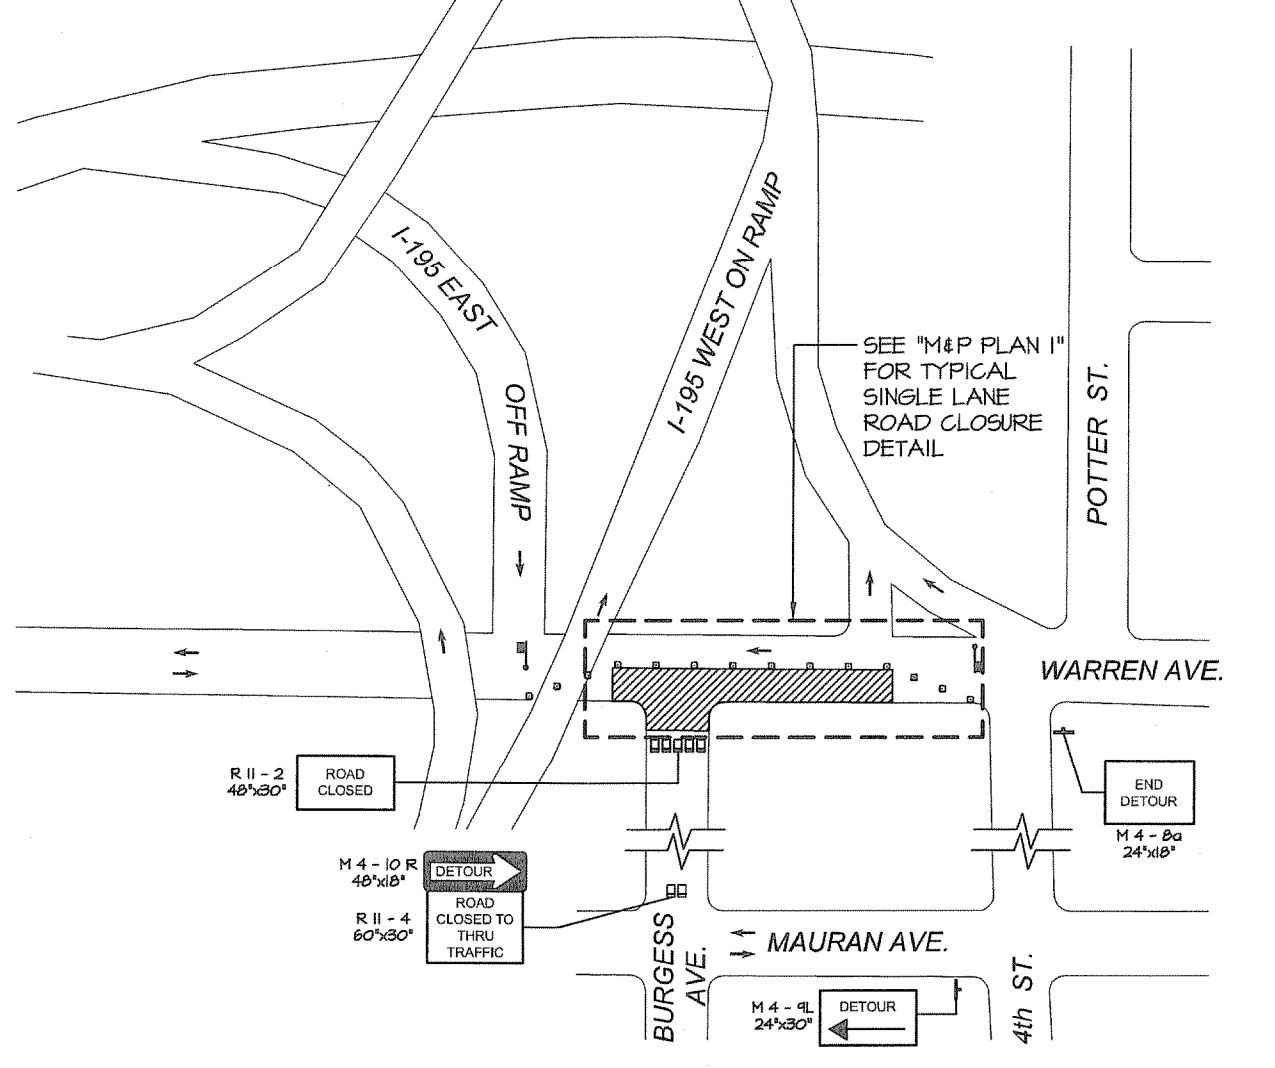 I-195 EAST
OFF RAMP
I-195 WEST ON RAMP
SEE "M&P PLAN 1"
FOR TYPICAL
SINGLE LANE
ROAD CLOSURE
DETAIL
POTTER ST.
WARREN AVE.
R 11 - 2
48"x30"
ROAD
CLOSED
END
DETOUR
M 4 - 8a
24"x18"
M 4 - 10 R
48"x18"
DETOUR
R 11 - 4
60"x30"
ROAD
CLOSED TO
THRU
TRAFFIC
BURGESS
AVE.
MAURAN AVE.
4th ST.
M 4 - 9L
24"x30"
DETOUR